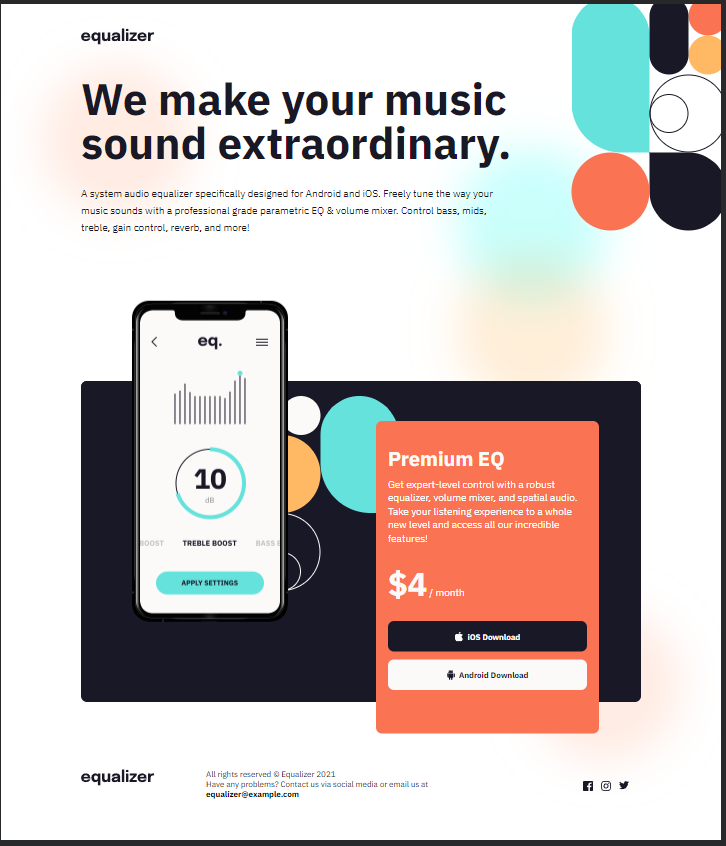 equalizer
We make your music
sound extraordinary.
A system audio equalizer specifically designed for Android and iOS. Freely tune the way your
music sounds with a professional grade parametric EQ & volume mixer. Control bass, mids,
treble, gain control, reverb, and more!
eq.
10
dB
BOOST TREBLE BOOST BASS
APPLY SETTINGS
Premium EQ
Get expert-level control with a robust
equalizer, volume mixer, and spatial audio.
Take your listening experience to a whole
new level and access all our incredible
features!
$4 / month
iOS Download
Android Download
equalizer
All rights reserved © Equalizer 2021
Have any problems? Contact us via social media or email us at
equalizer@example.com